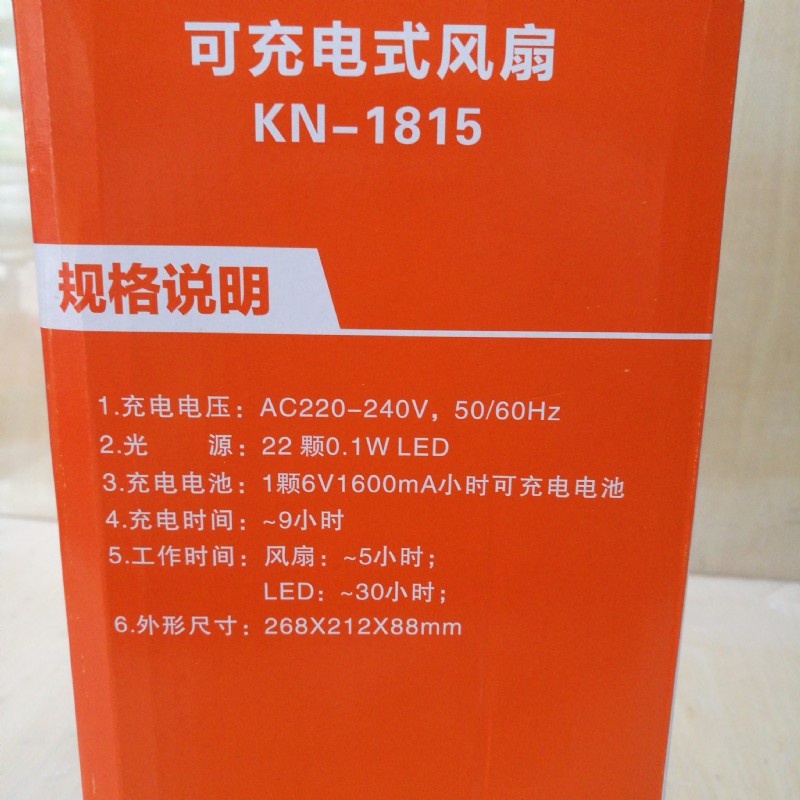 可充电式风扇
KN-1815
规格说明
1.充电电压：AC220-240V，50/60Hz
2.光　　源：22 颗0.1W LED
3.充电电池：1颗6V1600mA小时可充电电池
4.充电时间：~9小时
5.工作时间：风扇：~5小时；
LED：~30小时；
6.外形尺寸：268X212X88mm